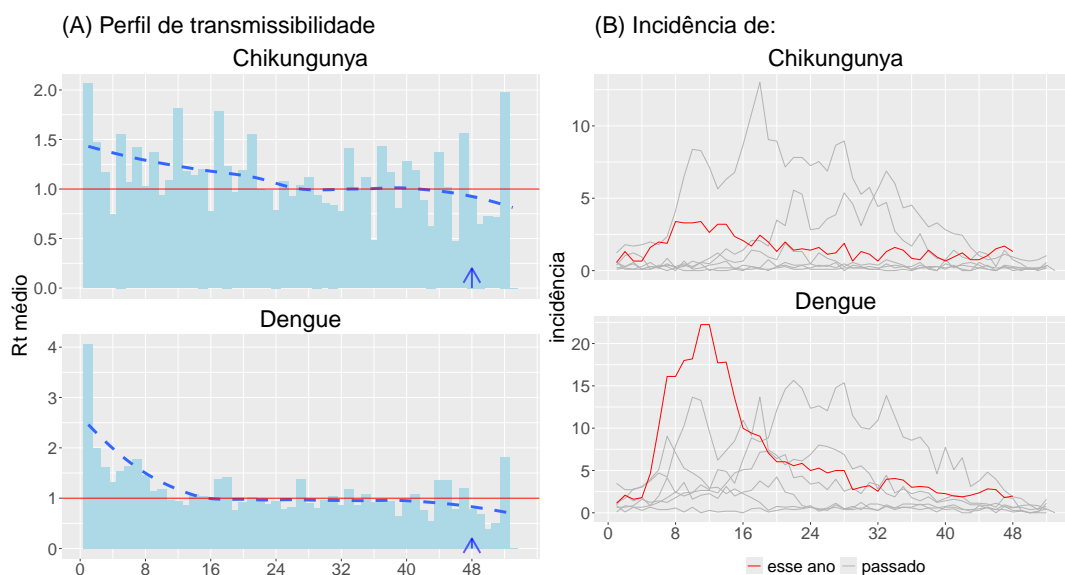 (A) Perfil de transmissibilidade
Chikungunya
2.0
1.5
1.0
0.5
0.0
Dengue
4
3
2
1
0
0 8 16 24 32 40 48
Rt médio
(B) Incidência de:
Chikungunya
10
5
0
Dengue
20
15
10
5
0
0 8 16 24 32 40 48
incidência
esse ano passado